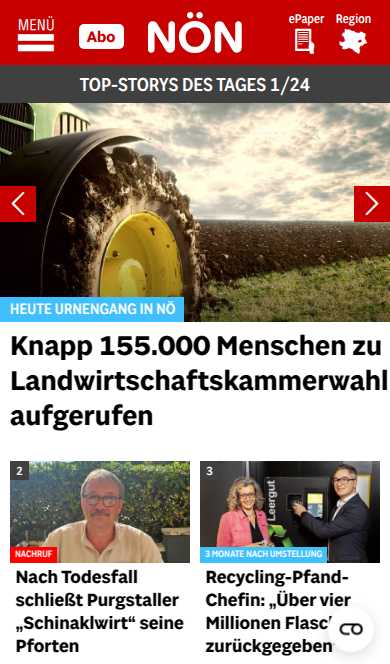 MENÜ
Abo
NÖN
ePaper
Region
TOP-STORYS DES TAGES 1/24
HEUTE URNENGANG IN NÖ
Knapp 155.000 Menschen zu
Landwirtschaftskammerwahl
aufgerufen
2
NACHRUF
Nach Todesfall
schließt Purgstaller
„Schinaklwirt“ seine
Pforten
3
Leergut
3 MONATE NACH UMSTELLUNG
Recycling-Pfand-
Chefin: „Über vier
Millionen
zurückgegeben